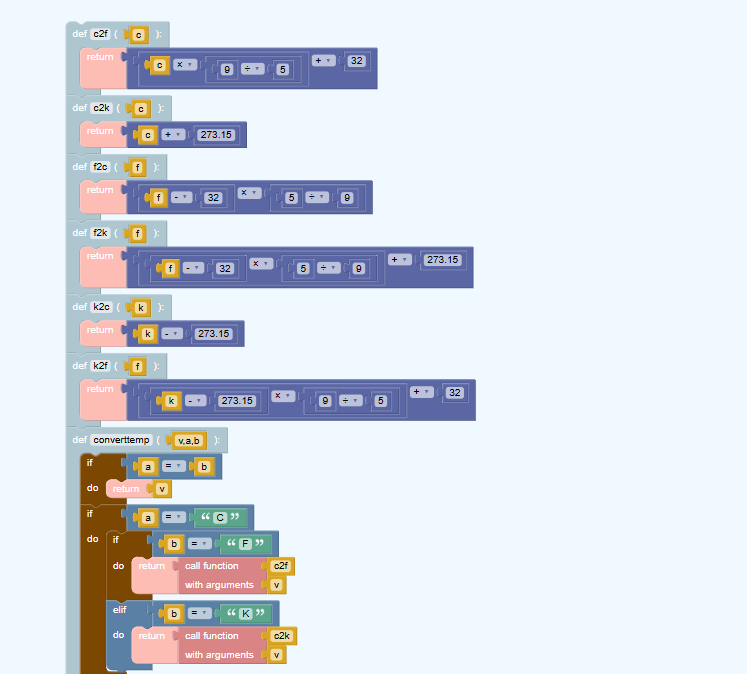 def c2f ( c ):
return c × 9 ÷ 5 + 32
def c2k ( c ):
return c + 273.15
def f2c ( f ):
return f - 32 × 5 ÷ 9
def f2k ( f ):
return f - 32 × 5 ÷ 9 + 273.15
def k2c ( k ):
return k - 273.15
def k2f ( f ):
return k - 273.15 × 9 ÷ 5 + 32
def converttemp ( v,a,b ):
if a = b
do return v
if a = “ C ”
do if b = “ F ”
do return call function c2f
with arguments v
elif b = “ K ”
do return call function c2k
with arguments v